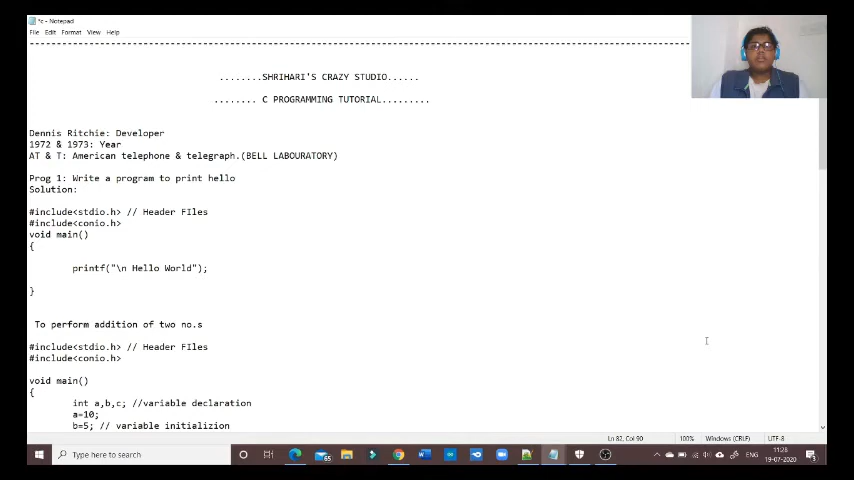 *c - Notepad
File Edit Format View Help
........SHRIHARI'S CRAZY STUDIO......
........ C PROGRAMMING TUTORIAL.........
Dennis Ritchie: Developer
1972 & 1973: Year
AT & T: American telephone & telegraph.(BELL LABOURATORY)
Prog 1: Write a program to print hello
Solution:
#include<stdio.h> // Header FIles
#include<conio.h>
void main()
{
printf("\n Hello World");
}
To perform addition of two no.s
#include<stdio.h> // Header FIles
#include<conio.h>
void main()
{
int a,b,c; //variable declaration
a=10;
b=5; // variable initializion
Ln 82, Col 90 100% Windows (CRLF) UTF-8
Type here to search 65 ENG 11:28 3
19-07-2020